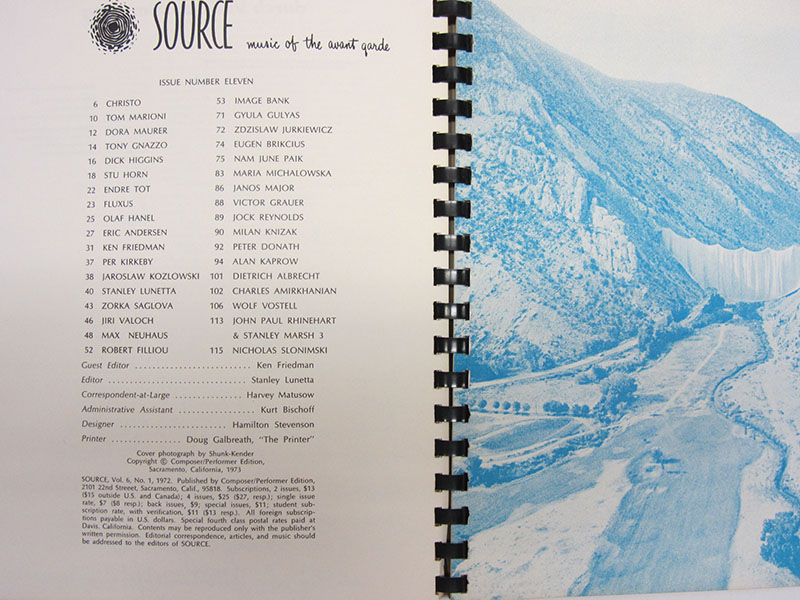 SOURCE music of the avant garde
ISSUE NUMBER ELEVEN
6 CHRISTO
10 TOM MARIONI
12 DORA MAURER
14 TONY GNAZZO
16 DICK HIGGINS
18 STU HORN
22 ENDRE TOT
23 FLUXUS
25 OLAF HANEL
27 ERIC ANDERSEN
31 KEN FRIEDMAN
37 PER KIRKEBY
38 JAROSLAW KOZLOWSKI
40 STANLEY LUNETTA
43 ZORKA SAGLOVA
46 JIRI VALOCH
48 MAX NEUHAUS
52 ROBERT FILLIOU
53 IMAGE BANK
71 GYULA GULYAS
72 ZDZISLAW JURKIEWICZ
74 EUGEN BRIKCIUS
75 NAM JUNE PAIK
83 MARIA MICHALOWSKA
86 JANOS MAJOR
88 VICTOR GRAUER
89 JOCK REYNOLDS
90 MILAN KNIZAK
92 PETER DONATH
94 ALAN KAPROW
101 DIETRICH ALBRECHT
102 CHARLES AMIRKHANIAN
106 WOLF VOSTELL
113 JOHN PAUL RHINEHART
& STANLEY MARSH 3
115 NICHOLAS SLONIMSKI
Guest Editor ............................ Ken Friedman
Editor .................................. Stanley Lunetta
Correspondent-at-Large ................ Harvey Matusow
Administrative Assistant .................. Kurt Bischoff
Designer .......................... Hamilton Stevenson
Printer .............. Doug Galbreath, "The Printer"
Cover photograph by Shunk-Kender
Copyright © Composer/Performer Edition,
Sacramento, California, 1973
SOURCE, Vol. 6, No. 1, 1972. Published by Composer/Performer Edition,
2101 22nd Street, Sacramento, Calif., 95818. Subscriptions, 2 issues, $13
($15 outside U.S. and Canada); 4 issues, $25 ($27, resp.); single issue
rate, $7 ($8 resp.); back issues, $9; special issues, $11; student sub-
scription rate, with verification, $11 ($13 resp.). All foreign subscrip-
tions payable in U.S. dollars. Special fourth class postal rates paid at
Davis, California. Contents may be reproduced only with the publisher's
written permission. Editorial correspondence, articles, and music should
be addressed to the editors of SOURCE.